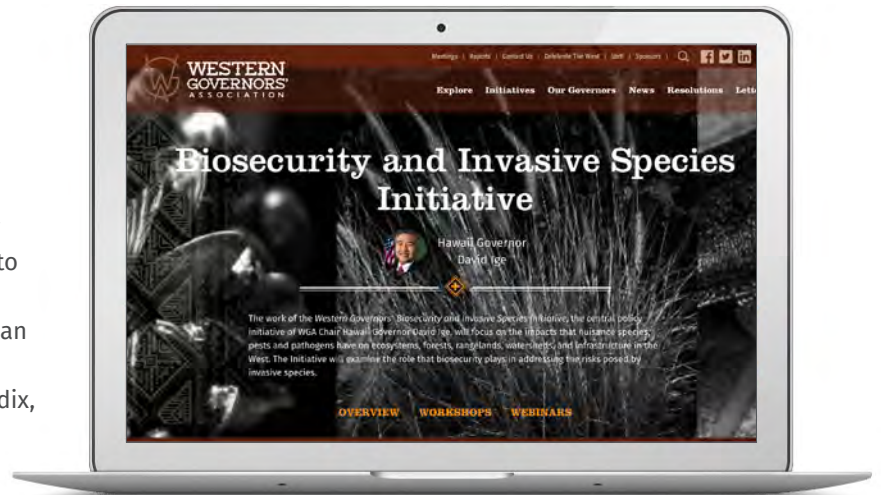 Meetings | Reports | Contact Us | Celebrate The West | Staff | Sponsors |
WESTERN
GOVERNORS'
ASSOCIATION
Explore Initiatives Our Governors News Resolutions Lette
Biosecurity and Invasive Species
Initiative
Hawaii Governor
David Ige
The work of the Western Governors' Biosecurity and Invasive Species Initiative, the central policy
initiative of WGA Chair Hawaii Governor David Ige, will focus on the impacts that nuisance species,
pests and pathogens have on ecosystems, forests, rangelands, watersheds, and infrastructure in the
West. The Initiative will examine the role that biosecurity plays in addressing the risks posed by
invasive species.
OVERVIEW WORKSHOPS WEBINARS
to
an
dix,